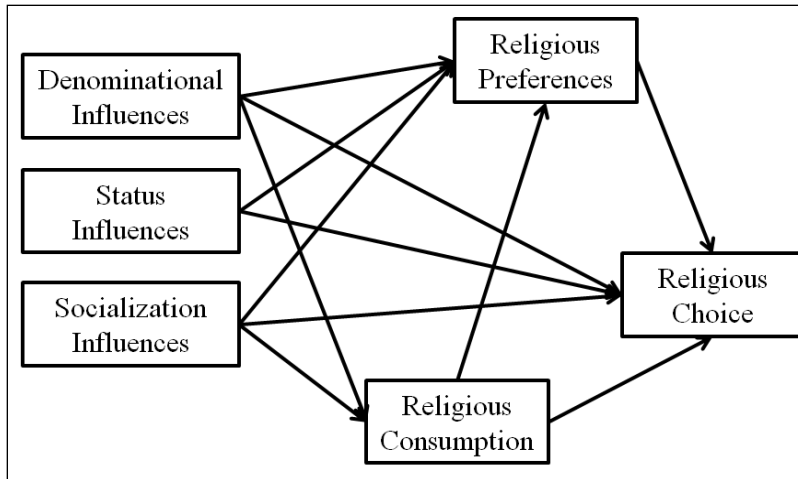 Denominational
Influences
Status
Influences
Socialization
Influences
Religious
Preferences
Religious
Choice
Religious
Consumption